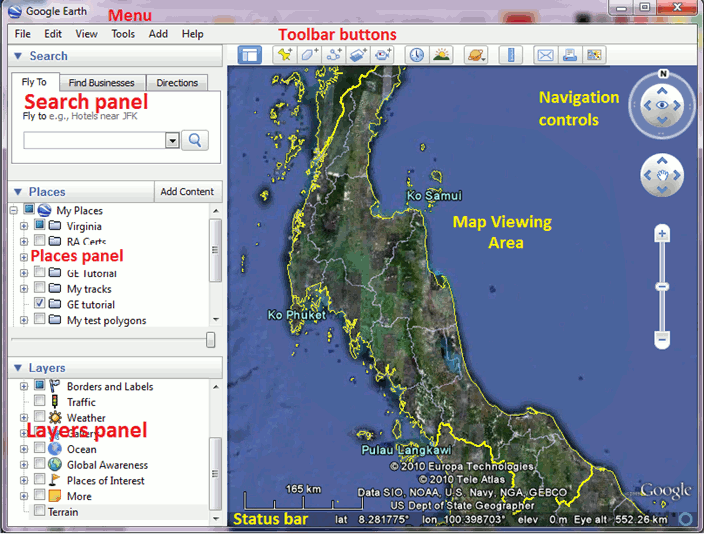 Google Earth
Menu
File Edit View Tools Add Help
Toolbar buttons
Search
Fly To Find Businesses Directions
Search panel
Fly to e.g., Hotels near JFK
Navigation
controls
N
Places Add Content
My Places
Virginia
RA Certs
Places panel
GE Tutorial
My tracks
GE tutorial
My test polygons
Ko Samui
Map Viewing
Area
Ko Phuket
Layers
Borders and Labels
Traffic
Weather
Layers panel
Ocean
Global Awareness
Places of Interest
More
Terrain
Pulau Langkawi
© 2010 Europa Technologies
© 2010 Tele Atlas
Data SIO, NOAA, U.S. Navy, NGA, GEBCO
US Dept of State Geographer
165 km
Google
Status bar
lat 8.281775° lon 100.398703° elev 0 m Eye alt 552.26 km